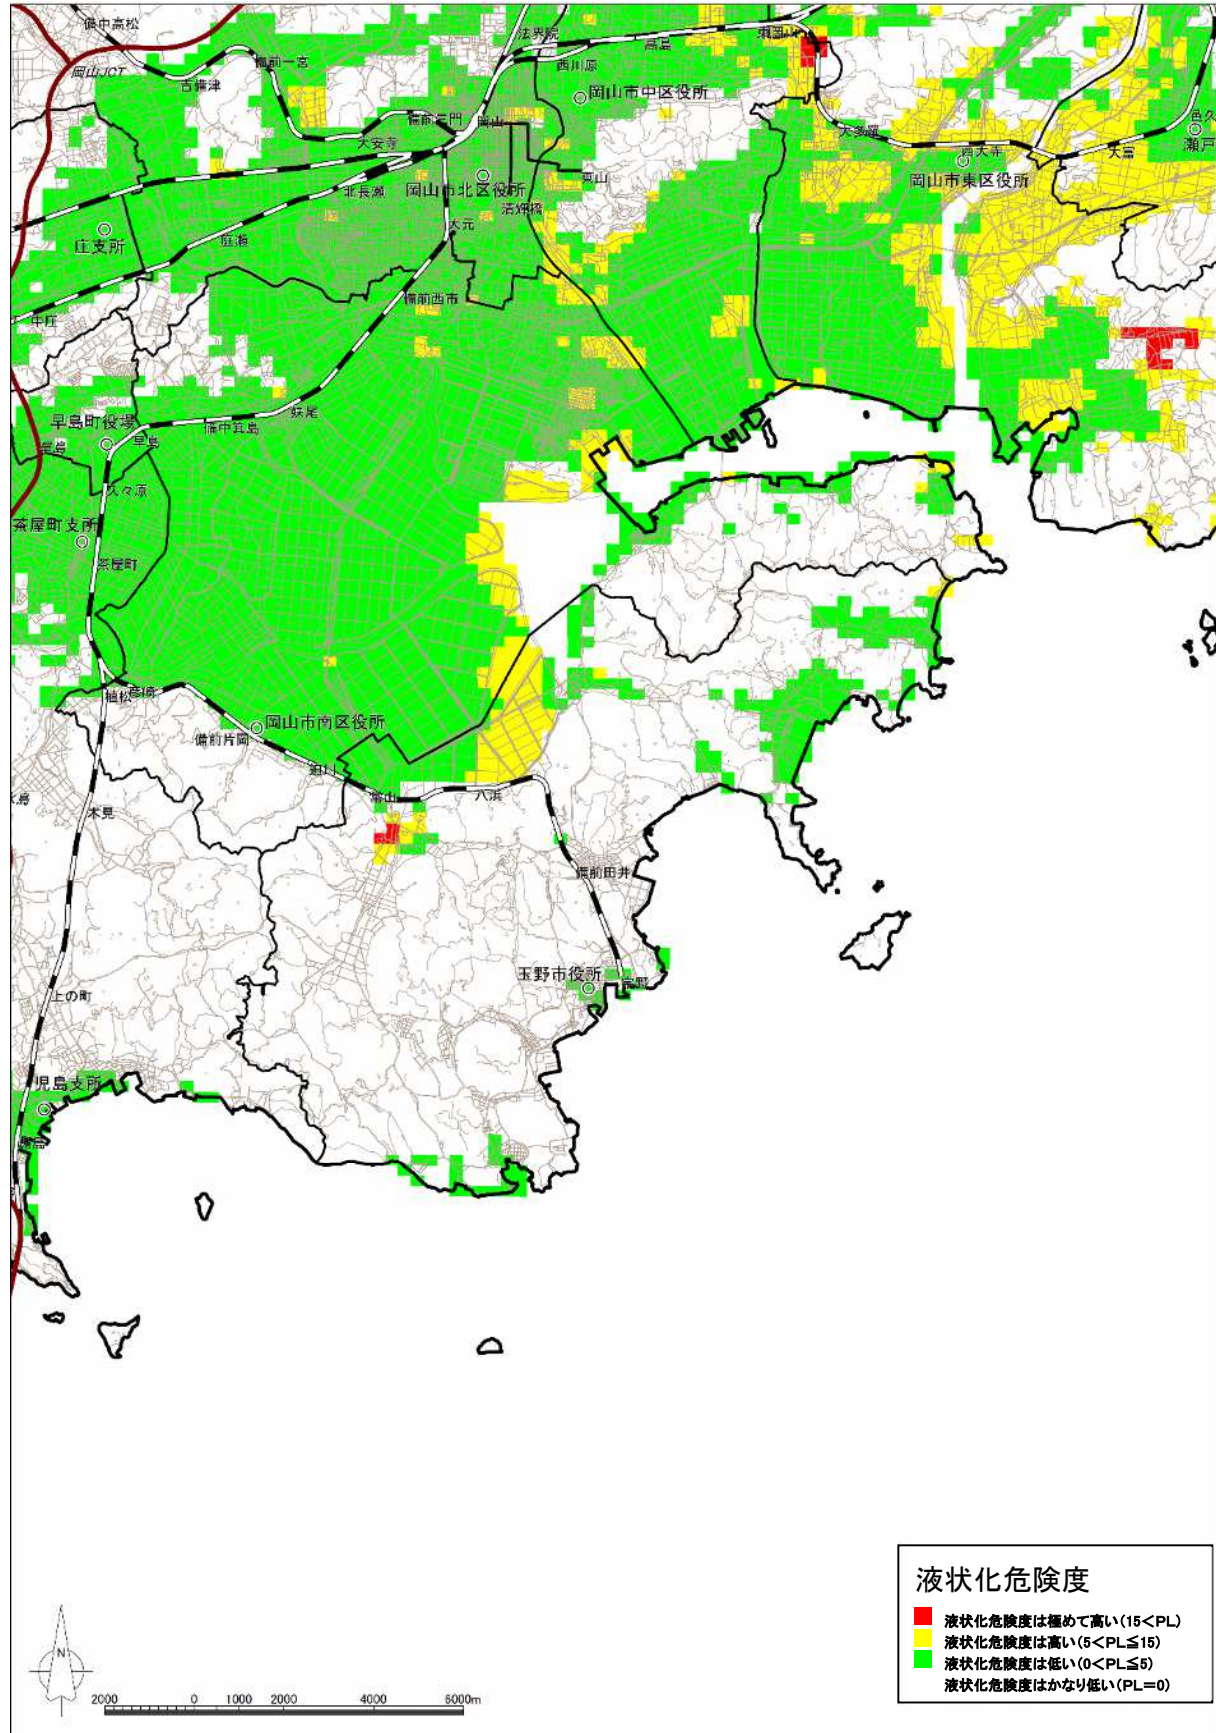 備中高松
法界院
東岡山
高島
岡山JCT
備前一宮
西川原
吉備津
岡山市中区役所
備前三門
岡山
大安寺
大多羅
西大寺
大富
邑久
瀬戸
岡山市東区役所
北長瀬
岡山市北区役所
東山
清輝橋
大元
庄支所
庭瀬
備前西市
中庄
妹尾
備中箕島
早島町役場
早島
久々原
茶屋町支所
茶屋町
植松
彦崎
岡山市南区役所
備前片岡
迫川
常山
八浜
木見
備前田井
玉野市役所
宇野
上の町
児島支所
児島
液状化危険度
液状化危険度は極めて高い(15<PL)
液状化危険度は高い(5<PL≦15)
液状化危険度は低い(0<PL≦5)
液状化危険度はかなり低い(PL=0)
N
2000 0 1000 2000 4000 6000m